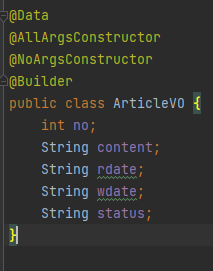 @Data
@AllArgsConstructor
@NoArgsConstructor
@Builder
public class ArticleVO {
    int no;
    String content;
    String rdate;
    String wdate;
    String status;
}